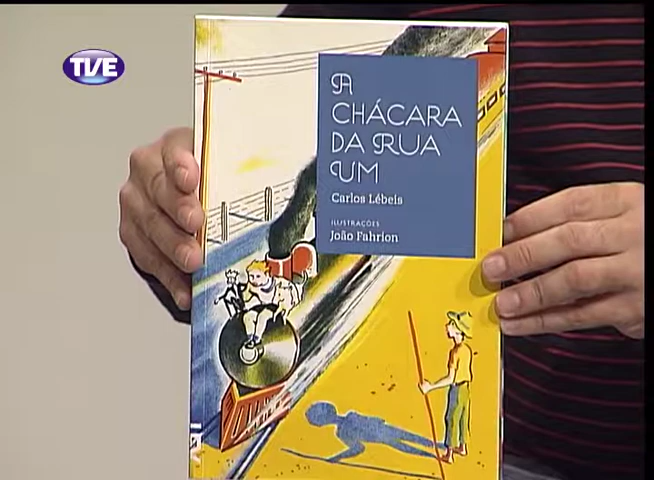 TVE
A
CHÁCARA
DA RUA
UM
Carlos Lébeis
ILUSTRAÇÕES
João Fahrion